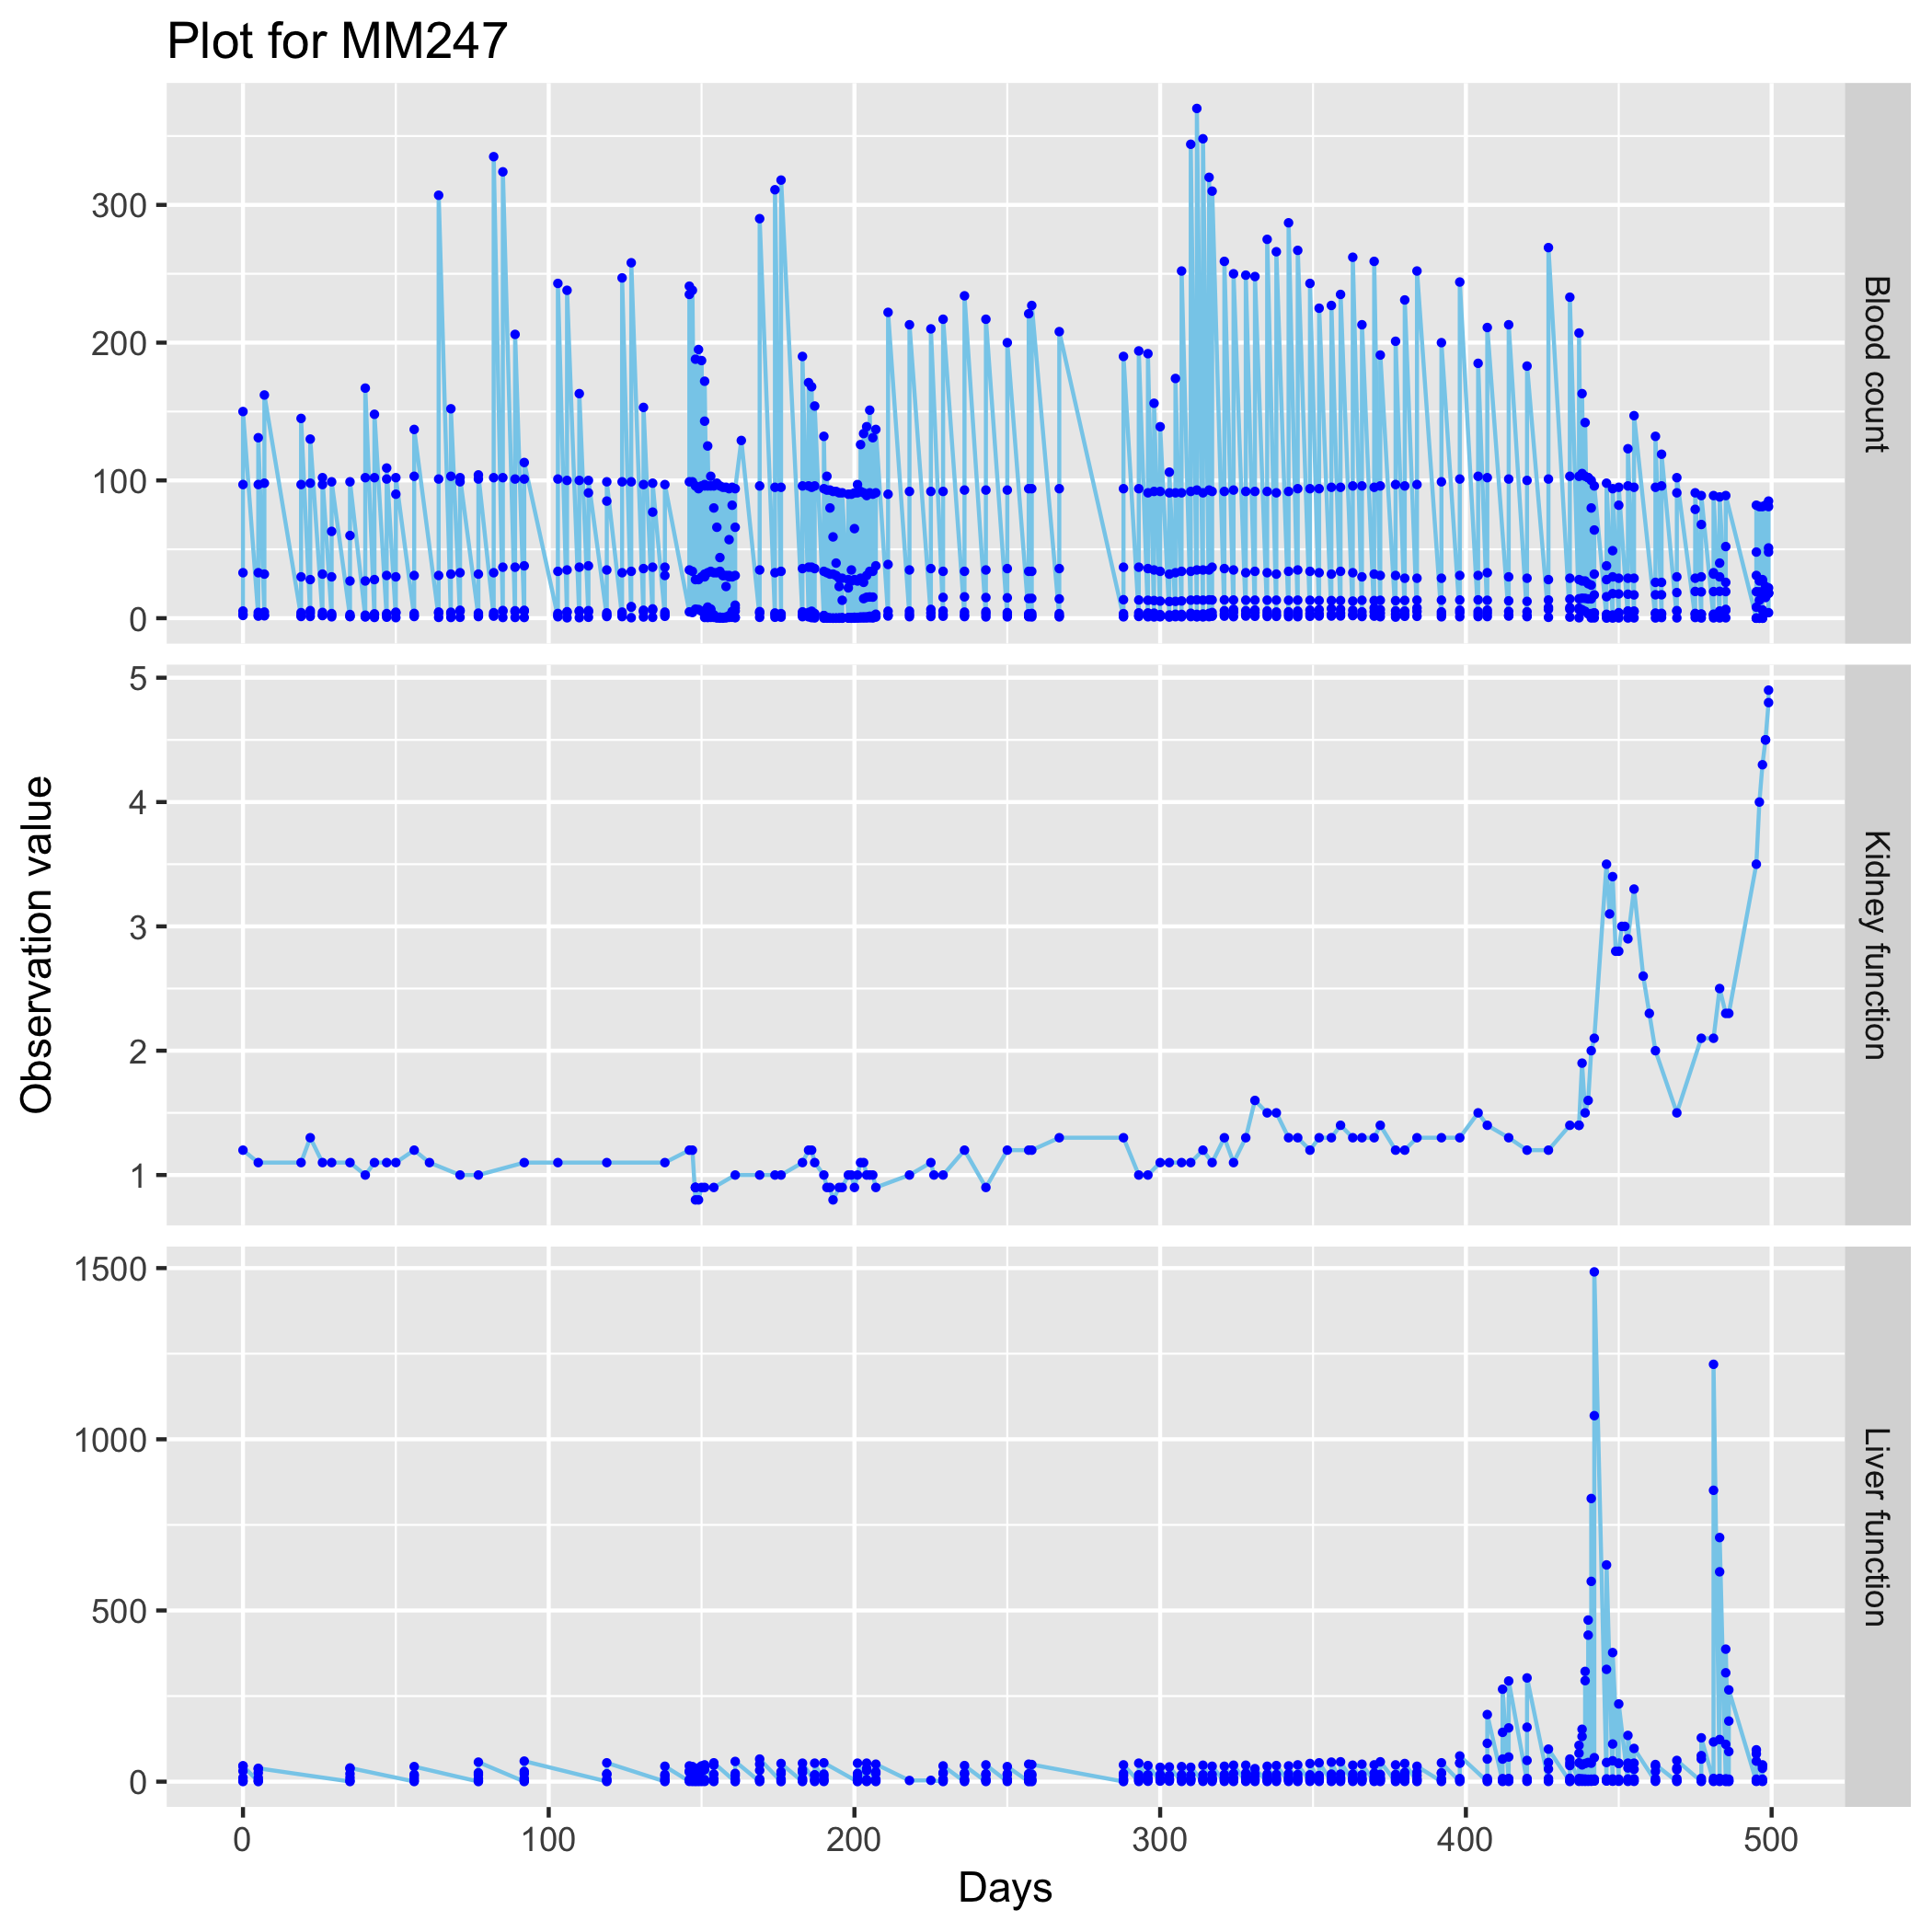 Plot for MM247
300
200
100
0
Blood count
5
4
3
2
1
Kidney function
1500
1000
500
0
Liver function
0 100 200 300 400 500
Days
Observation value